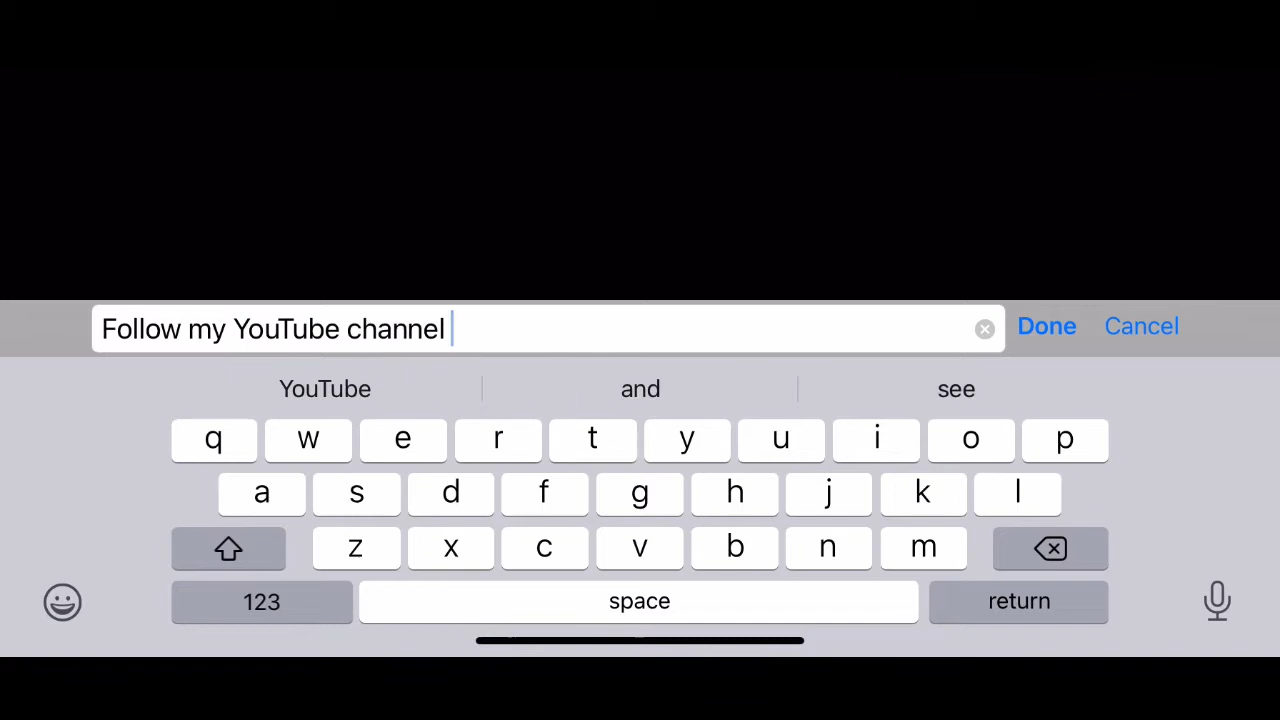 Follow my YouTube channel
Done Cancel
YouTube and see
q w e r t y u i o p
a s d f g h j k l
z x c v b n m
123 space return